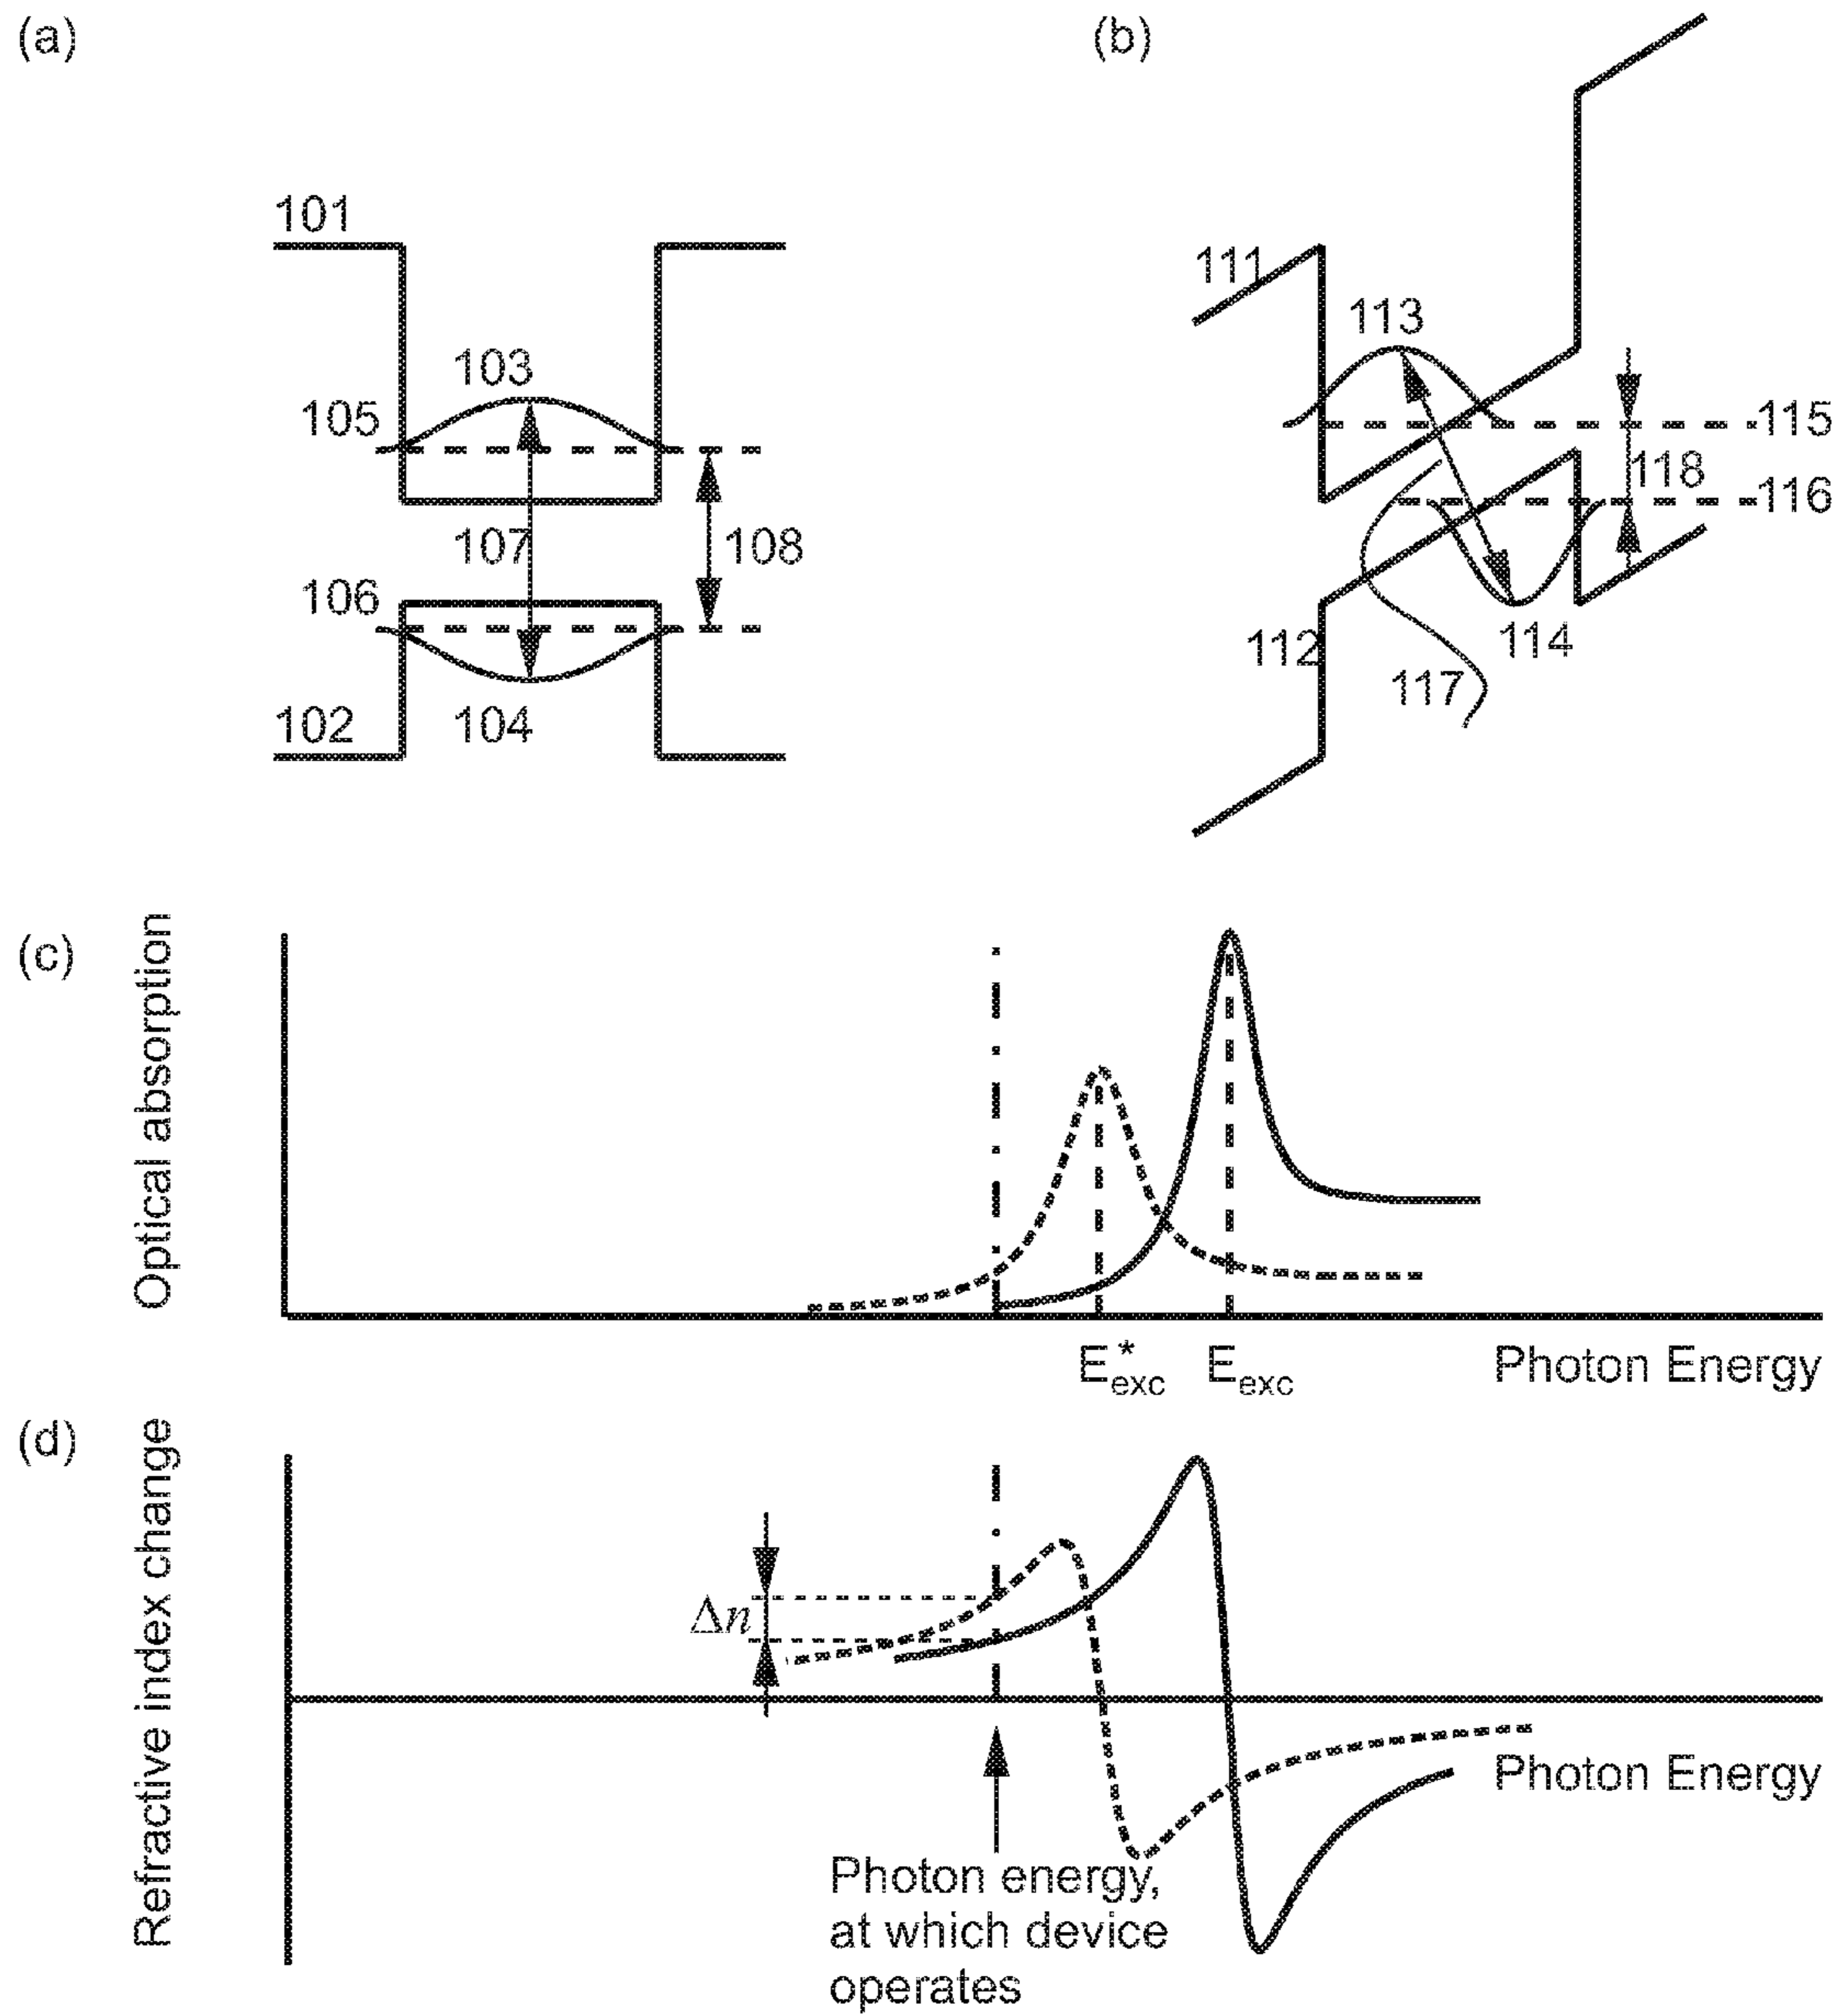 (a)
101
103
105
107
108
106
104
102
(b)
111
113
115
118
116
112
114
117
(c)
Optical absorption
E*exc
Eexc
Photon Energy
(d)
Refractive index change
Δn
Photon Energy
Photon energy,
at which device
operates